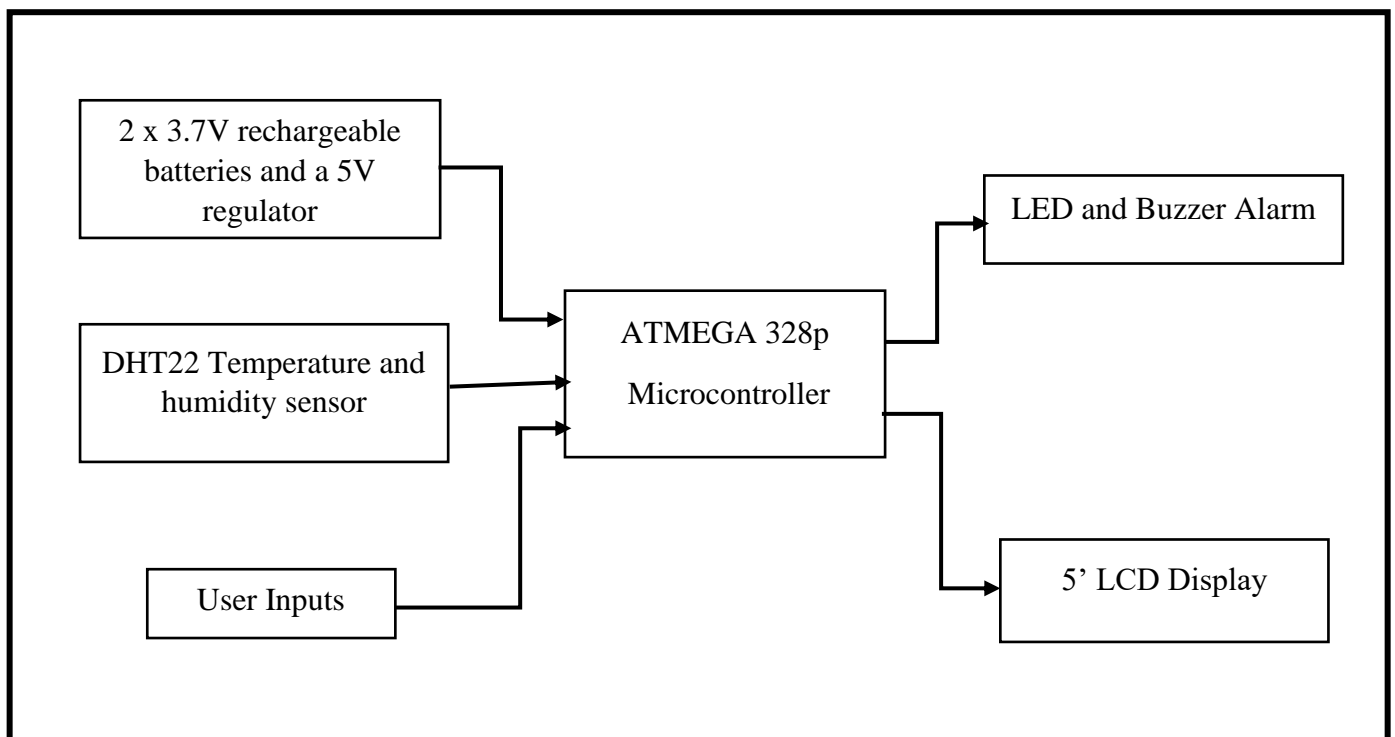 2 x 3.7V rechargeable
batteries and a 5V
regulator
DHT22 Temperature and
humidity sensor
User Inputs
ATMEGA 328p
Microcontroller
LED and Buzzer Alarm
5’ LCD Display